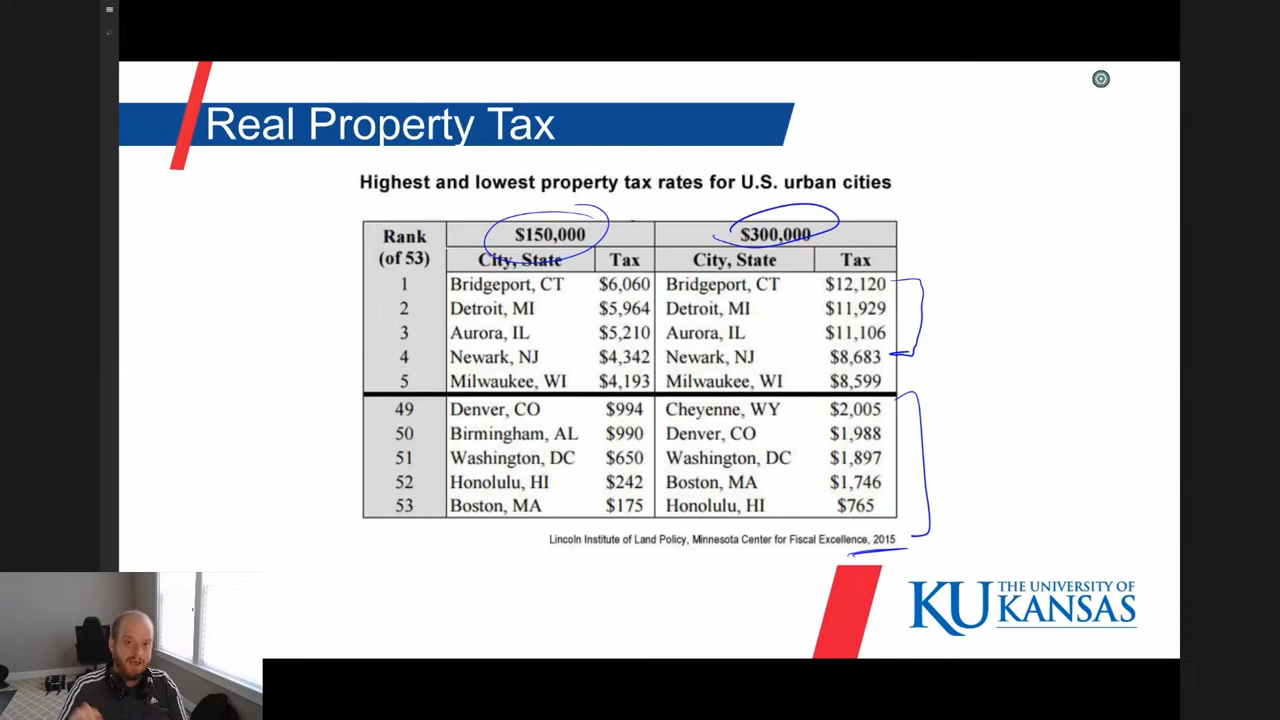 Real Property Tax
Highest and lowest property tax rates for U.S. urban cities
Rank (of 53) $150,000 $300,000
City, State Tax City, State Tax
1 Bridgeport, CT $6,060 Bridgeport, CT $12,120
2 Detroit, MI $5,964 Detroit, MI $11,929
3 Aurora, IL $5,210 Aurora, IL $11,106
4 Newark, NJ $4,342 Newark, NJ $8,683
5 Milwaukee, WI $4,193 Milwaukee, WI $8,599
49 Denver, CO $994 Cheyenne, WY $2,005
50 Birmingham, AL $990 Denver, CO $1,988
51 Washington, DC $650 Washington, DC $1,897
52 Honolulu, HI $242 Boston, MA $1,746
53 Boston, MA $175 Honolulu, HI $765
Lincoln Institute of Land Policy, Minnesota Center for Fiscal Excellence, 2015
KU THE UNIVERSITY OF
KANSAS